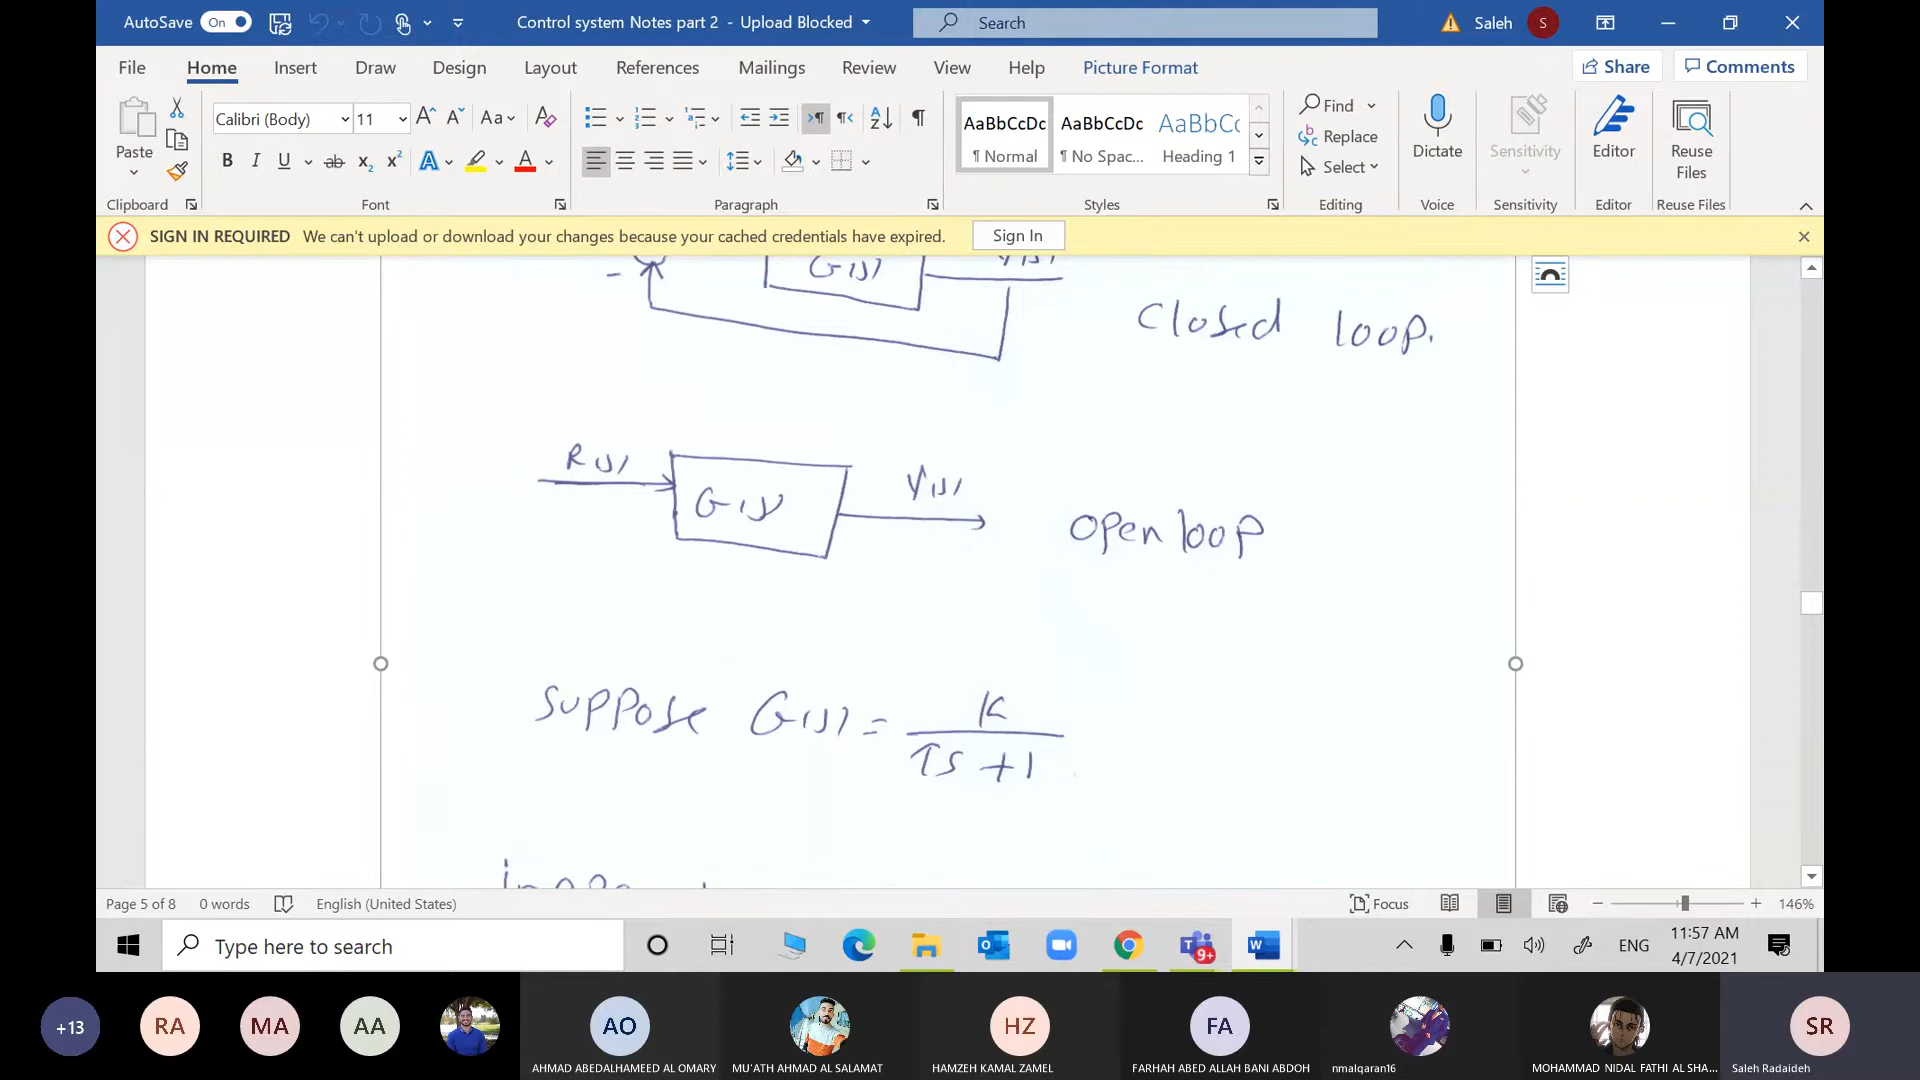 AutoSave On Control system Notes part 2 - Upload Blocked Search Saleh S
File Home Insert Draw Design Layout References Mailings Review View Help Picture Format Share Comments
Paste Calibri (Body) 11 A A Aa A
B I U ab x2 x2 A A
AaBbCcDc AaBbCcDc AaBbCc
¶ Normal ¶ No Spac... Heading 1
Find
Replace
Select
Dictate
Sensitivity
Editor
Reuse
Files
Clipboard Font Paragraph Styles Editing Voice Sensitivity Editor Reuse Files
SIGN IN REQUIRED We can't upload or download your changes because your cached credentials have expired. Sign In
- G(s) Y(s)
Closed loop.
R(s) G(s) Y(s) open loop
suppose G(s) = K
τs + 1
Page 5 of 8 0 words English (United States) Focus 146%
Type here to search 9+ ENG 11:57 AM
4/7/2021
+13 RA MA AA AO HZ FA SR
AHMAD ABEDALHAMEED AL OMARY MU'ATH AHMAD AL SALAMAT HAMZEH KAMAL ZAMEL FARHAH ABED ALLAH BANI ABDOH nmalqaran16 MOHAMMAD NIDAL FATHI AL SHA... Saleh Radaideh